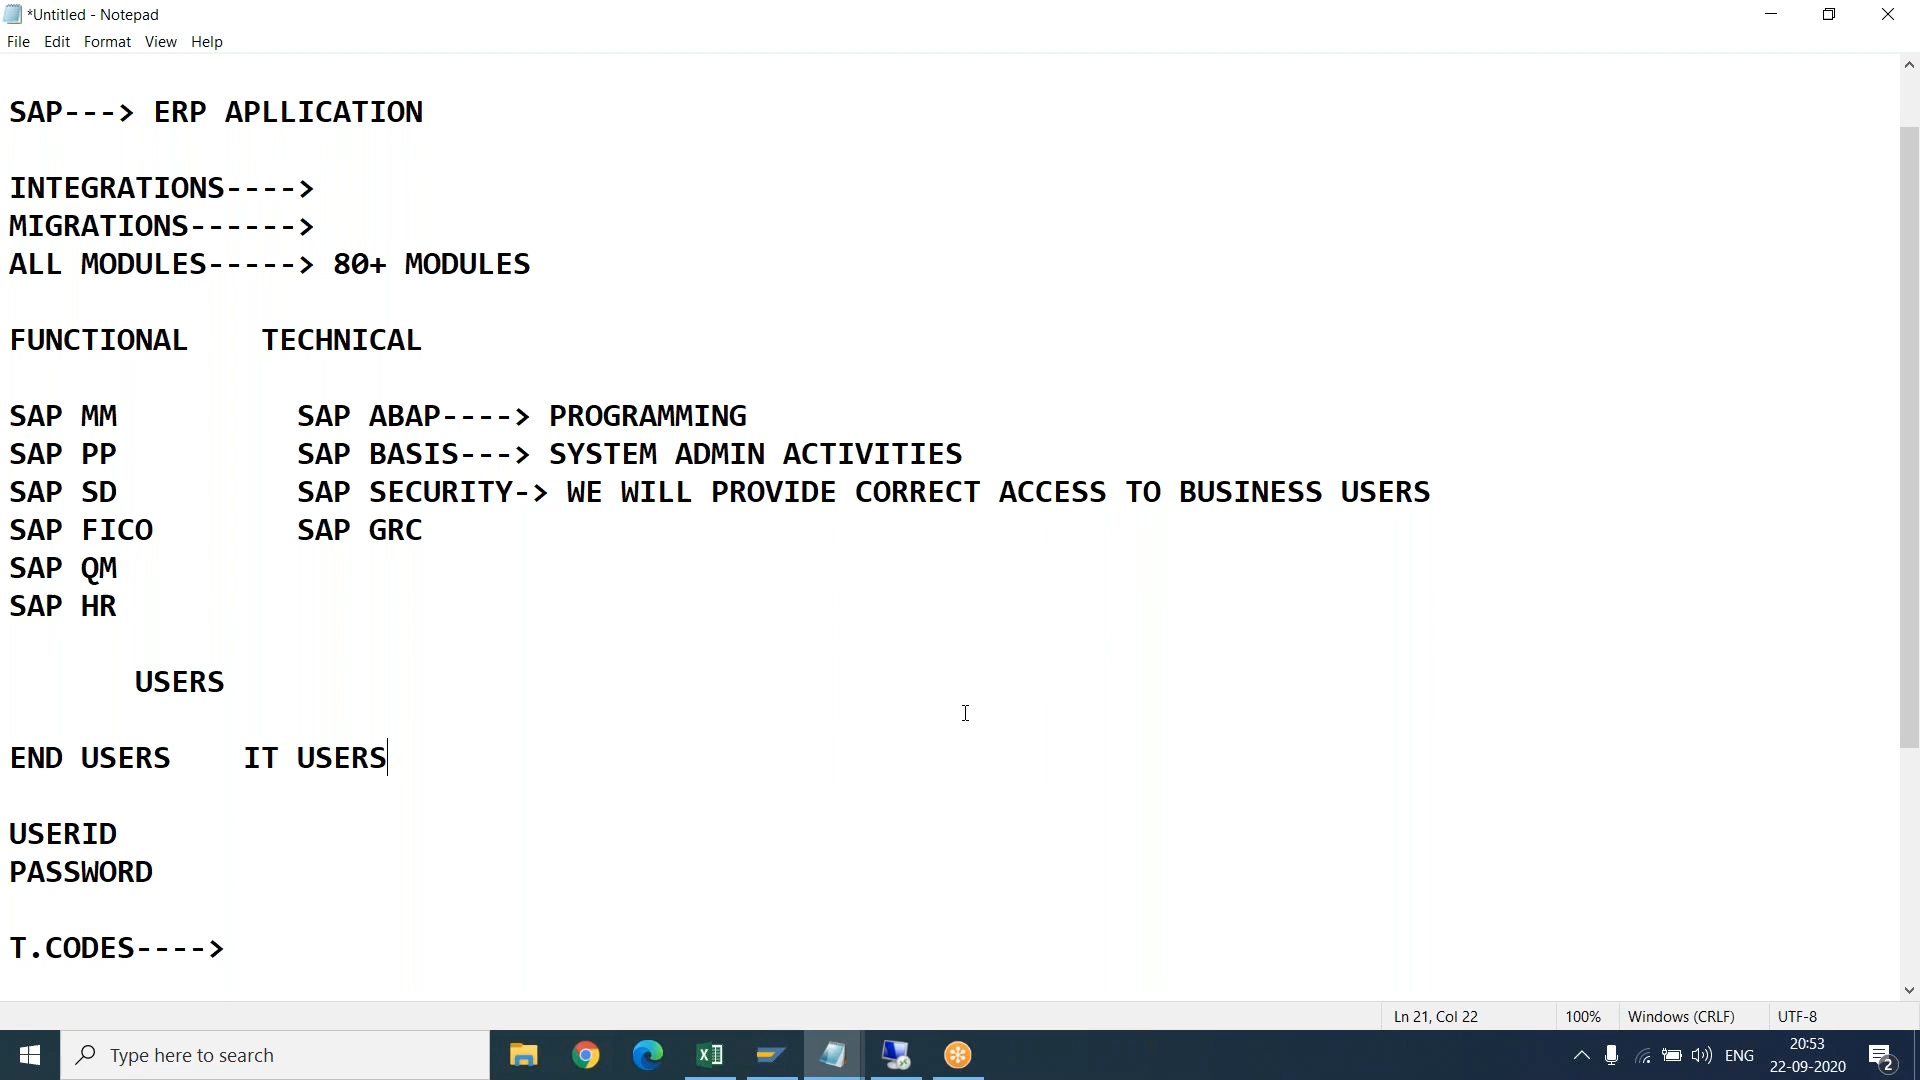 *Untitled - Notepad
File Edit Format View Help
SAP---> ERP APLLICATION
INTEGRATIONS---->
MIGRATIONS------>
ALL MODULES-----> 80+ MODULES
FUNCTIONAL    TECHNICAL
SAP MM          SAP ABAP----> PROGRAMMING
SAP PP          SAP BASIS---> SYSTEM ADMIN ACTIVITIES
SAP SD          SAP SECURITY-> WE WILL PROVIDE CORRECT ACCESS TO BUSINESS USERS
SAP FICO        SAP GRC
SAP QM
SAP HR
USERS
END USERS    IT USERS
USERID
PASSWORD
T.CODES---->
Ln 21, Col 22 100% Windows (CRLF) UTF-8
Type here to search
ENG
20:53
22-09-2020
2